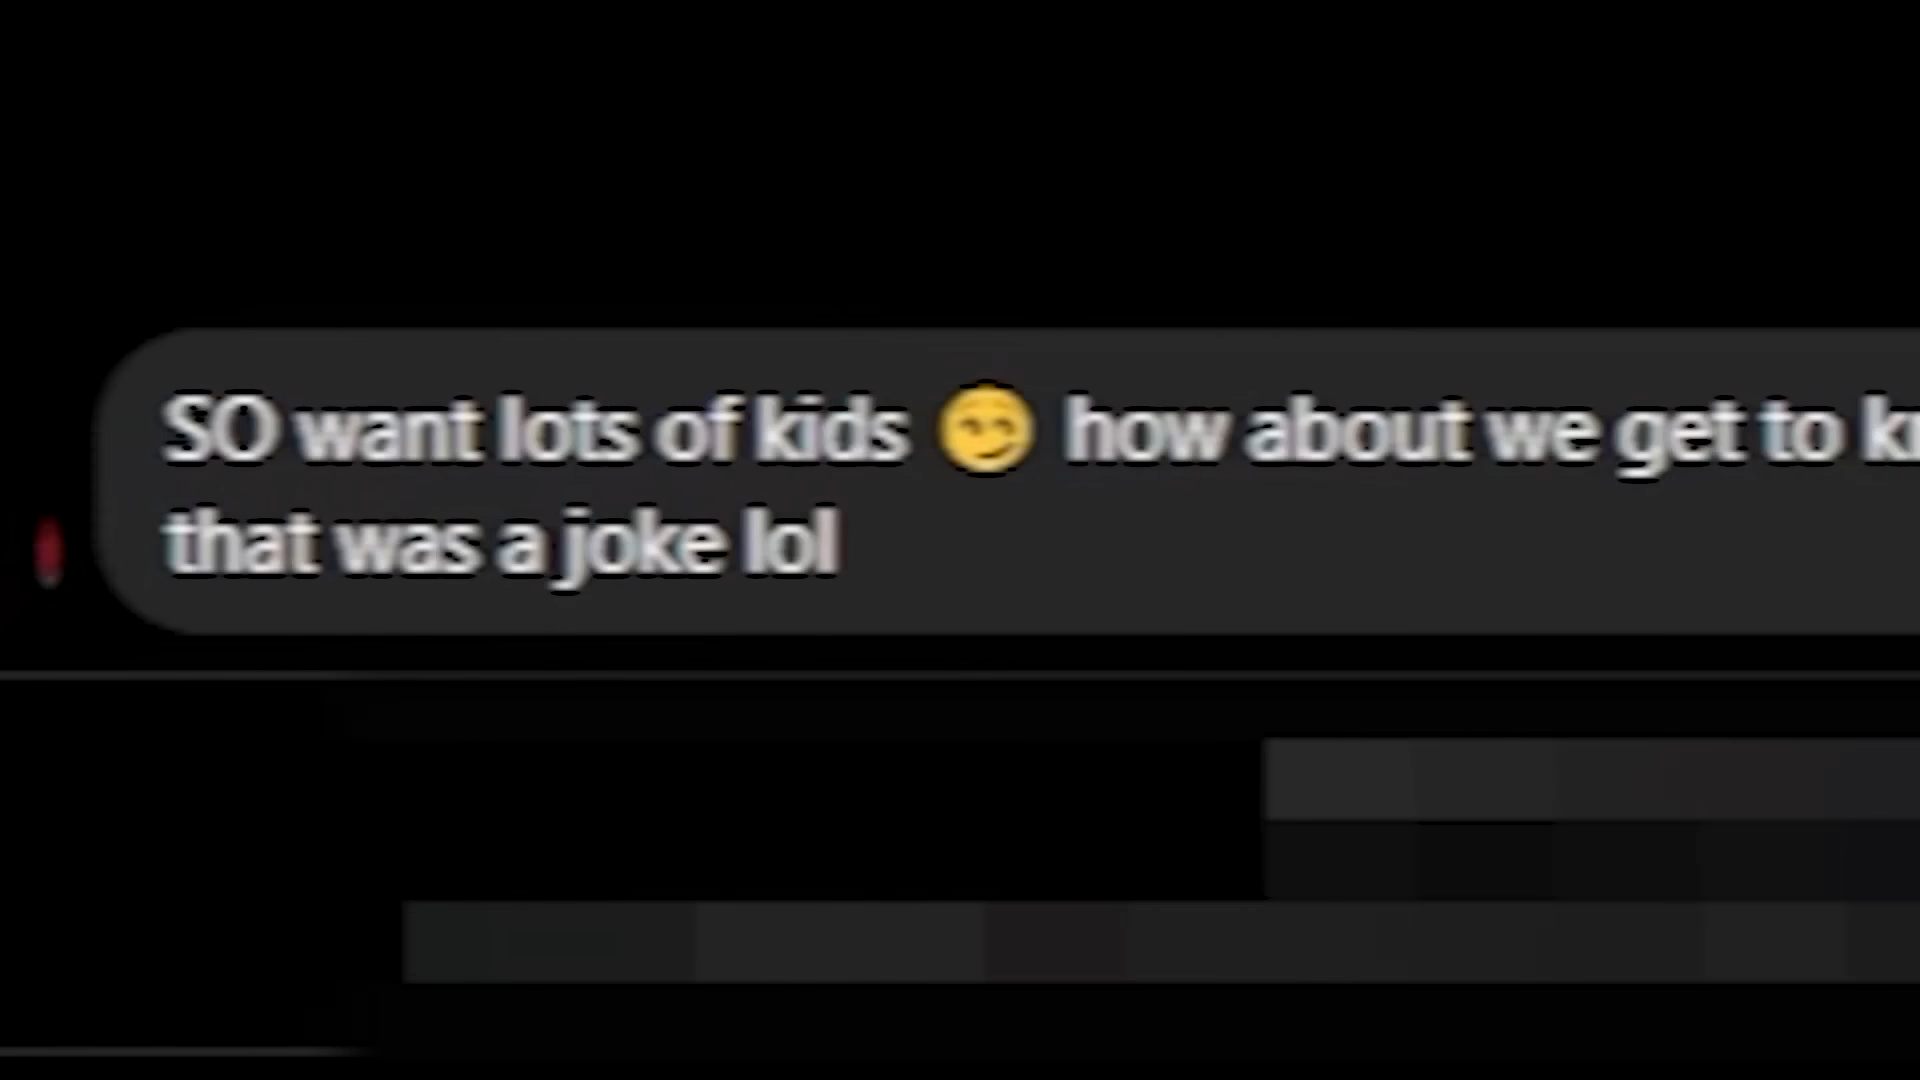 SO want lots of kids 😏 how about we get to
that was a joke lol